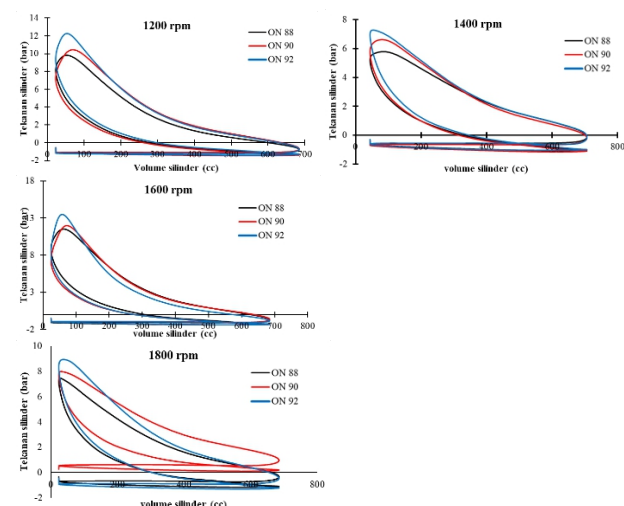 1200 rpm
14
12
10
8
6
4
2
0
-2
0
100
200
300
400
500
600
700
Tekanan silinder (bar)
Volume silinder (cc)
ON 88
ON 90
ON 92
1400 rpm
8
6
4
2
0
-2
0
200
400
600
800
Tekanan silinder (bar)
Volume silinder (cc)
ON 88
ON 90
ON 92
1600 rpm
18
13
8
3
-2
0
100
200
300
400
500
600
700
800
Tekanan silinder (bar)
volume silinder (cc)
ON 88
ON 90
ON 92
1800 rpm
10
8
6
4
2
0
-2
0
200
400
600
800
Tekanan silinder (bar)
volume silinder (cc)
ON 88
ON 90
ON 92